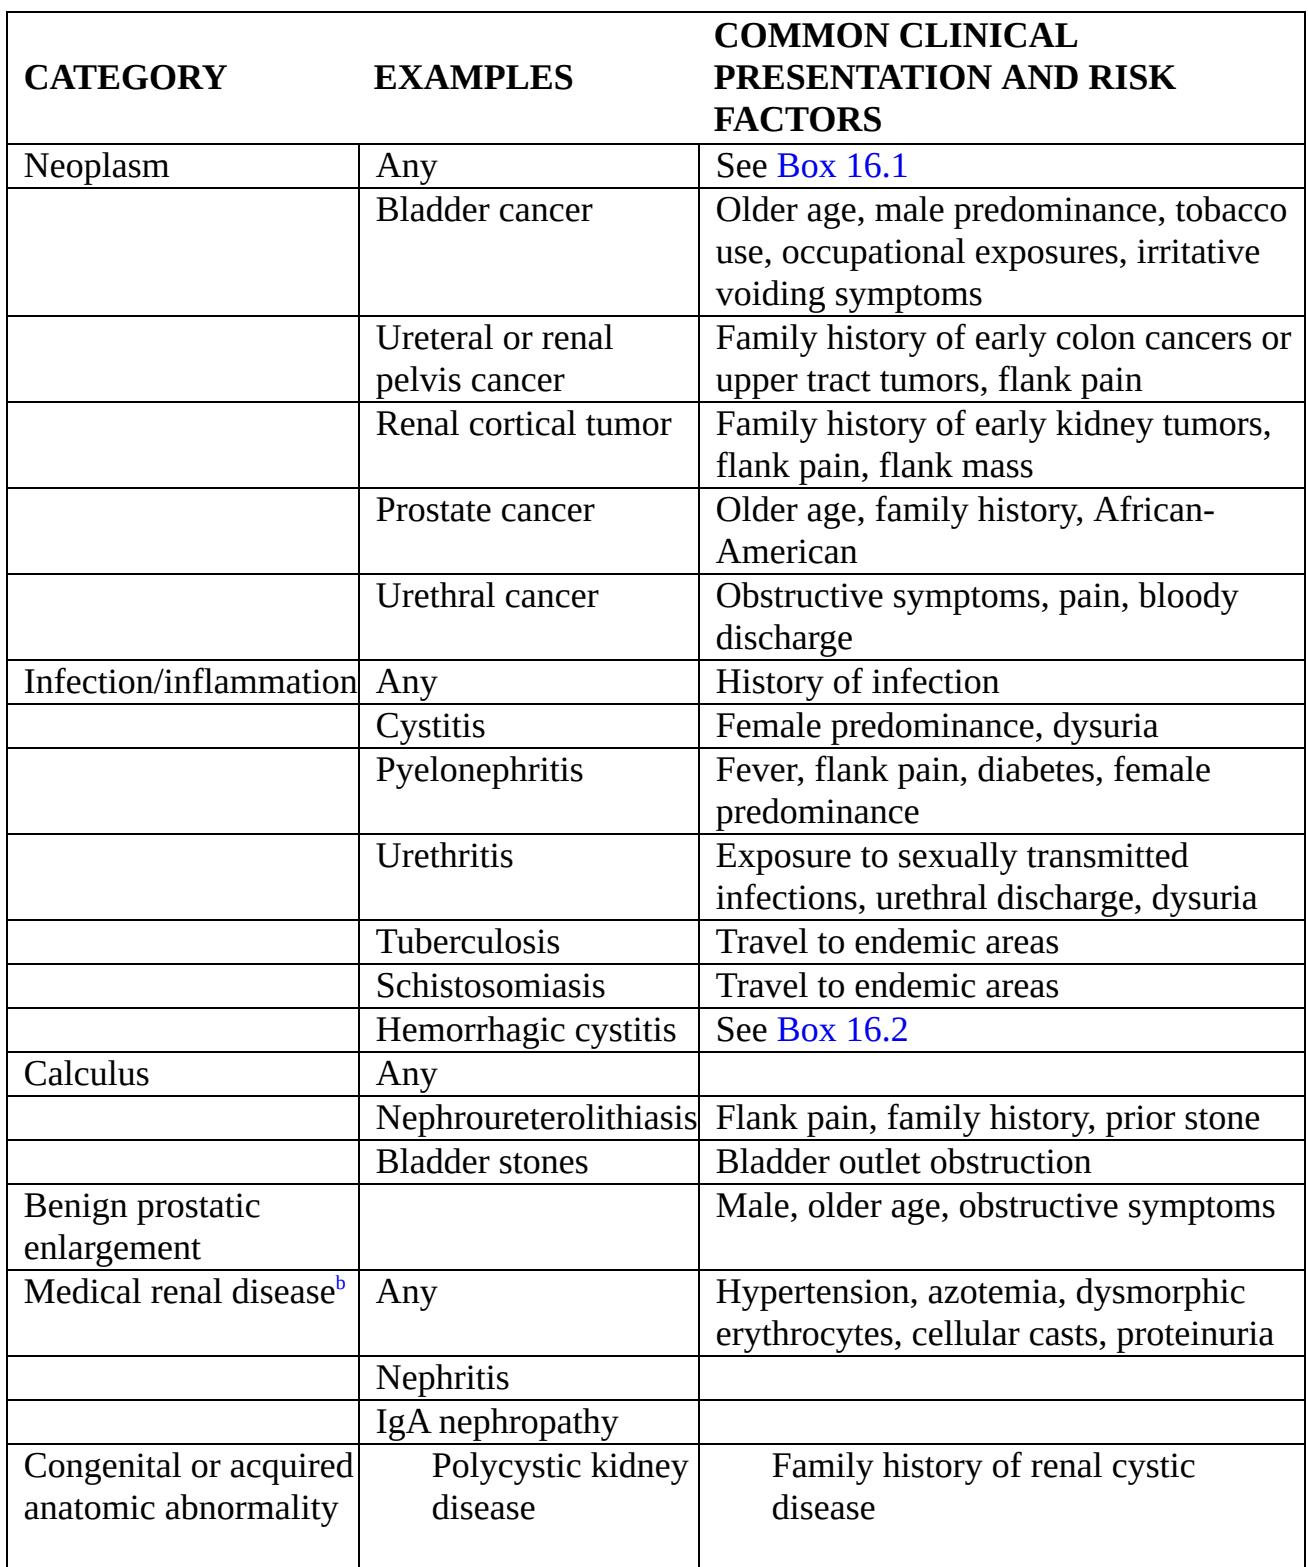 CATEGORY EXAMPLES COMMON CLINICAL
PRESENTATION AND RISK
FACTORS
Neoplasm Any See Box 16.1
Bladder cancer Older age, male predominance, tobacco
use, occupational exposures, irritative
voiding symptoms
Ureteral or renal Family history of early colon cancers or
pelvis cancer upper tract tumors, flank pain
Renal cortical tumor Family history of early kidney tumors,
flank pain, flank mass
Prostate cancer Older age, family history, African-
American
Urethral cancer Obstructive symptoms, pain, bloody
discharge
Infection/inflammation Any History of infection
Cystitis Female predominance, dysuria
Pyelonephritis Fever, flank pain, diabetes, female
predominance
Urethritis Exposure to sexually transmitted
infections, urethral discharge, dysuria
Tuberculosis Travel to endemic areas
Schistosomiasis Travel to endemic areas
Hemorrhagic cystitis See Box 16.2
Calculus Any
Nephroureterolithiasis Flank pain, family history, prior stone
Bladder stones Bladder outlet obstruction
Benign prostatic Male, older age, obstructive symptoms
enlargement
Medical renal disease b Any Hypertension, azotemia, dysmorphic
erythrocytes, cellular casts, proteinuria
Nephritis
IgA nephropathy
Congenital or acquired Polycystic kidney Family history of renal cystic
anatomic abnormality disease disease